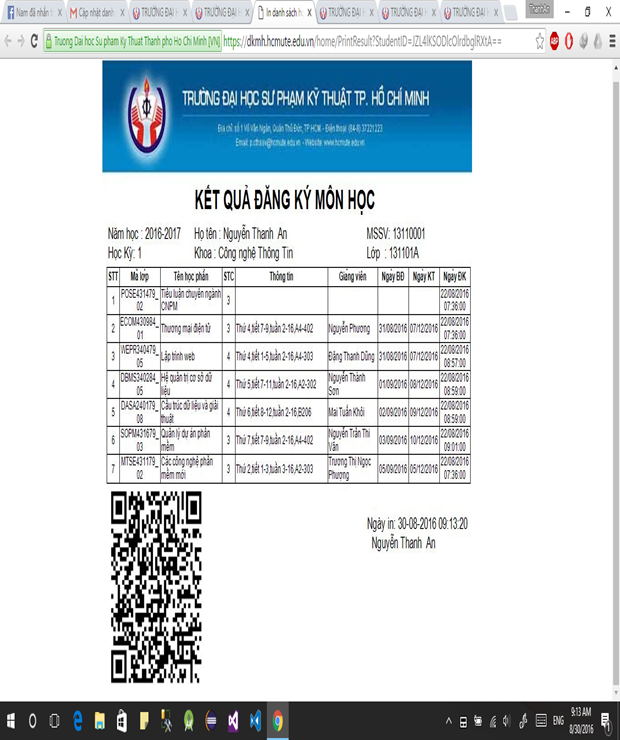 Nam đã nhắn t
Cập nhật danh
TRƯỜNG ĐẠI H
TRƯỜNG ĐẠI H
In danh sách h
TRƯỜNG ĐẠI H
TRƯỜNG ĐẠI H
TRƯỜNG ĐẠI H
ThanhAn
Truong Dai hoc Su pham Ky Thuat Thanh pho Ho Chi Minh [VN]
TRƯỜNG ĐẠI HỌC SƯ PHẠM KỸ THUẬT TP. HỒ CHÍ MINH
Địa chỉ: số 1 Võ Văn Ngân, Quận Thủ Đức, TP HCM - Điện thoại: (84-8) 37221223
Email: p.cthssv@hcmute.edu.vn - Website: www.hcmute.edu.vn
KẾT QUẢ ĐĂNG KÝ MÔN HỌC
Năm học : 2016-2017 Họ tên : Nguyễn Thanh An MSSV: 13110001
Học Kỳ: 1 Khoa : Công nghệ Thông Tin Lớp : 131101A
STT Mã lớp Tên học phần STC Thông tin Giảng viên Ngày BĐ Ngày KT Ngày ĐK
1 POSE431479_02 Tiểu luận chuyên ngành CNPM 3 22/08/2016 07:36:00
2 ECOM430984_01 Thương mại điện tử 3 Thứ 4,tiết 7-9,tuần 2-16,A4-402 Nguyễn Phương 31/08/2016 07/12/2016 22/08/2016 07:36:00
3 WEPR340479_05 Lập trình web 4 Thứ 4,tiết 1-5,tuần 2-16,A4-303 Đặng Thanh Dũng 31/08/2016 07/12/2016 22/08/2016 08:57:00
4 DBMS340284_05 Hệ quản trị cơ sở dữ liệu 4 Thứ 5,tiết 7-11,tuần 2-16,A2-302 Nguyễn Thành Sơn 01/09/2016 08/12/2016 22/08/2016 08:59:00
5 DASA240179_08 Cấu trúc dữ liệu và giải thuật 4 Thứ 6,tiết 8-12,tuần 2-16,B206 Mai Tuấn Khôi 02/09/2016 09/12/2016 22/08/2016 08:59:00
6 SOPM431679_03 Quản lý dự án phần mềm 3 Thứ 7,tiết 7-9,tuần 2-16,A4-402 Nguyễn Trần Thi Văn 03/09/2016 10/12/2016 22/08/2016 09:01:00
7 MTSE431179_02 Các công nghệ phần mềm mới 3 Thứ 2,tiết 1-3,tuần 3-16,A2-303 Trương Thị Ngọc Phượng 05/09/2016 05/12/2016 22/08/2016 07:36:00
Ngày in: 30-08-2016 09:13:20
Nguyễn Thanh An
ENG
9:13 AM
8/30/2016